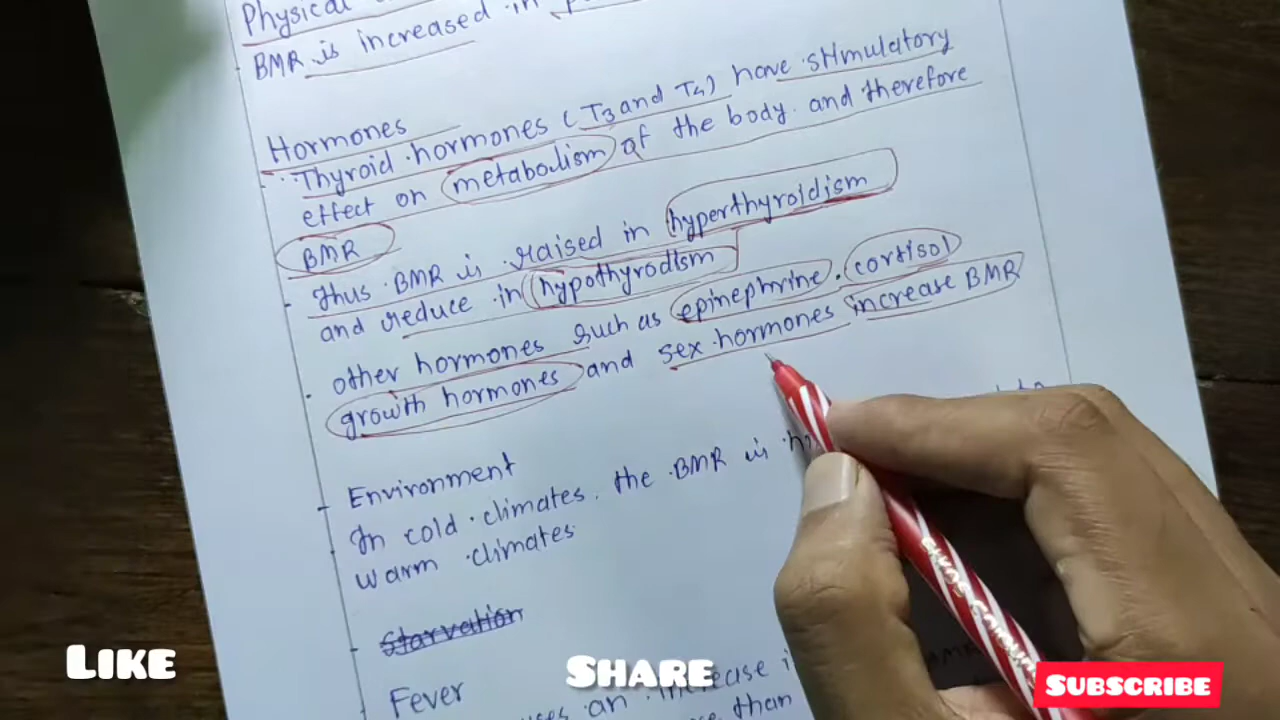 Physical
BMR is increased in
Hormones
Thyroid hormones (T3 and T4) have stimulatory
effect on metabolism of the body and therefore
BMR
Thus BMR is raised in hyperthyroidism
and reduce in hypothyrodism
other hormones such as epinephrine, cortisol
growth hormones and sex hormones increase BMR
Environment
In cold climates, the BMR is
warm climates
Starvation
Fever
an increase
than
LIKE
SHARE
SUBSCRIBE